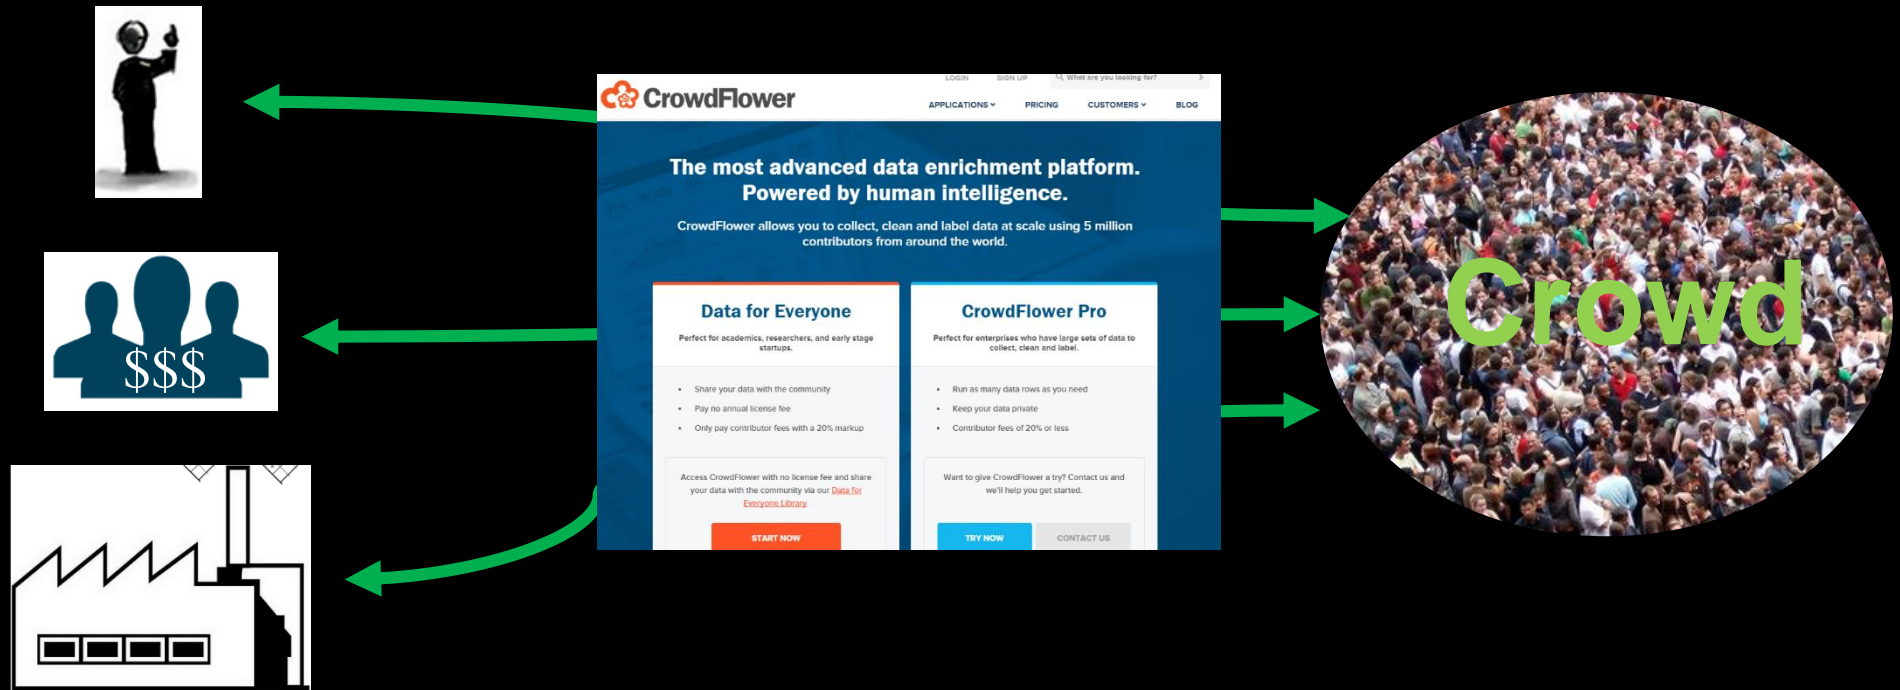 $$$
CrowdFlower
LOGIN SIGN UP What are you looking for?
APPLICATIONS PRICING CUSTOMERS BLOG
The most advanced data enrichment platform.
Powered by human intelligence.
CrowdFlower allows you to collect, clean and label data at scale using 5 million
contributors from around the world.
Data for Everyone
Perfect for academics, researchers, and early stage
startups.
• Share your data with the community
• Pay no annual license fee
• Only pay contributor fees with a 20% markup
Access CrowdFlower with no license fee and share
your data with the community via our Data for
Everyone Library.
START NOW
CrowdFlower Pro
Perfect for enterprises who have large sets of data to
collect, clean and label.
• Run as many data rows as you need
• Keep your data private
• Contributor fees of 20% or less
Want to give CrowdFlower a try? Contact us and
we'll help you get started.
TRY NOW CONTACT US
Crowd